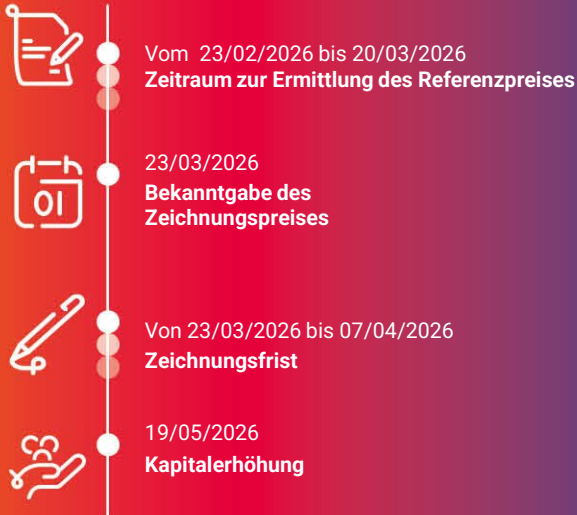 Vom 23/02/2026 bis 20/03/2026
Zeitraum zur Ermittlung des Referenzpreises
01
23/03/2026
Bekanntgabe des
Zeichnungspreises
Von 23/03/2026 bis 07/04/2026
Zeichnungsfrist
19/05/2026
Kapitalerhöhung